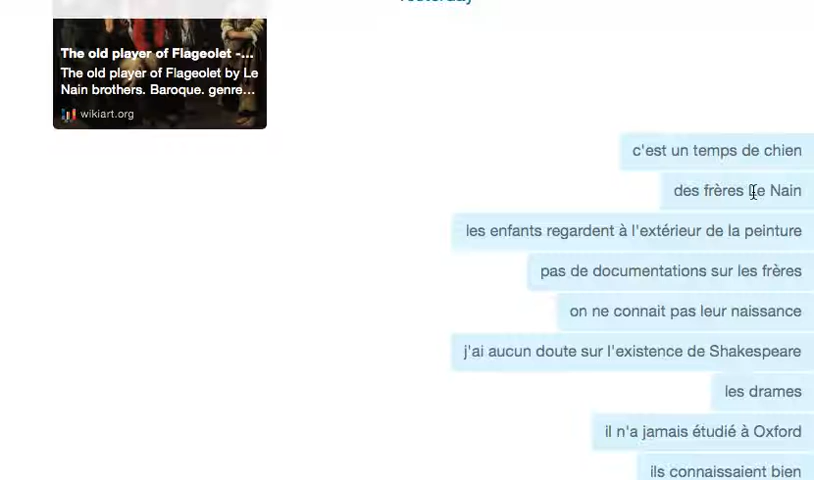 Yesterday
The old player of Flageolet -...
The old player of Flageolet by Le
Nain brothers. Baroque. genre...
wikiart.org
c'est un temps de chien
des frères Le Nain
les enfants regardent à l'extérieur de la peinture
pas de documentations sur les frères
on ne connait pas leur naissance
j'ai aucun doute sur l'existence de Shakespeare
les drames
il n'a jamais étudié à Oxford
ils connaissaient bien